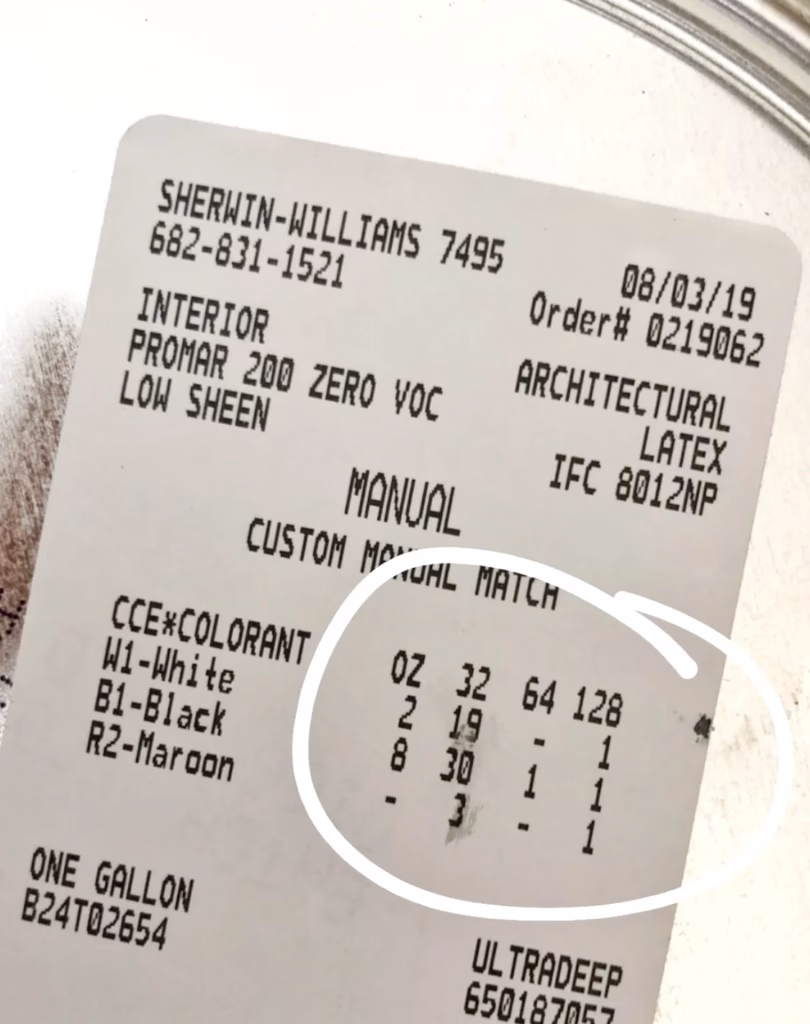 SHERWIN-WILLIAMS 7495
682-831-1521
08/03/19
Order# 0219062
INTERIOR
PROMAR 200 ZERO VOC
LOW SHEEN
ARCHITECTURAL
LATEX
IFC 8012NP
MANUAL
CUSTOM MANUAL MATCH
CCE*COLORANT OZ 32 64 128
W1-White 2 19 - 1
B1-Black 8 30 1 1
R2-Maroon - 3 - 1
ONE GALLON
B24T02654
ULTRADEEP
650187057